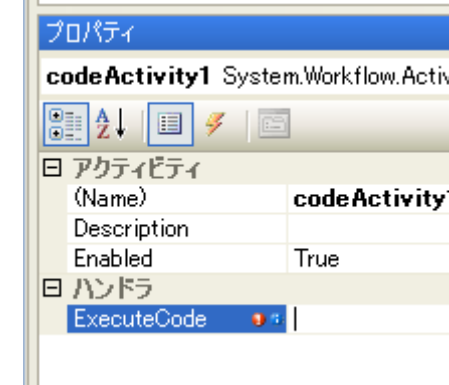 プロパティ
codeActivity1 System.Workflow.Activ
アクティビティ
(Name) codeActivity1
Description
Enabled True
ハンドラ
ExecuteCode